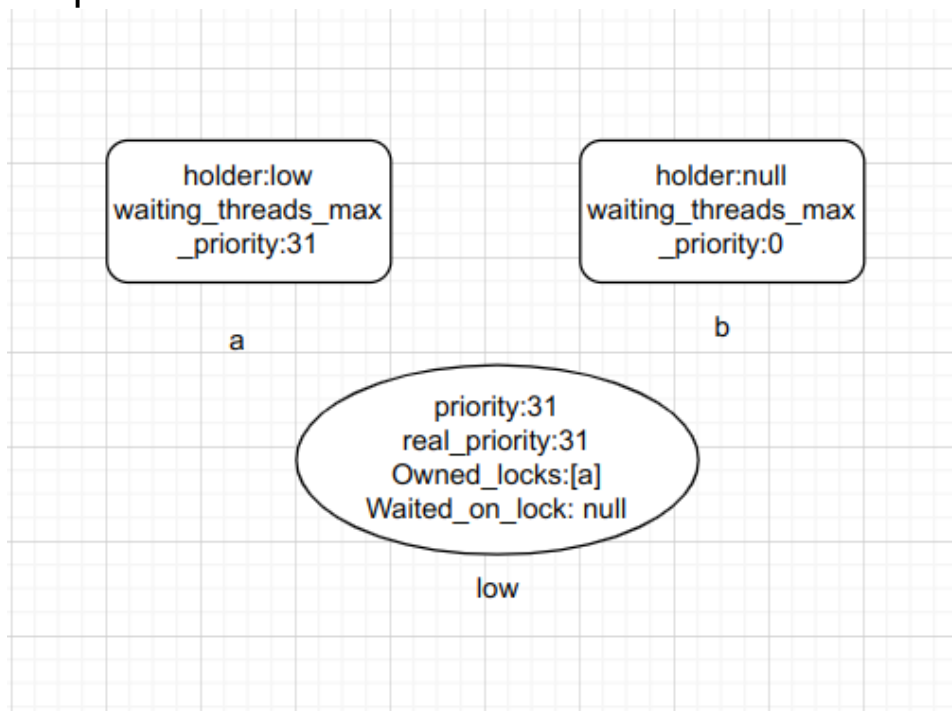 holder:low
waiting_threads_max
_priority:31
holder:null
waiting_threads_max
_priority:0
a
b
priority:31
real_priority:31
Owned_locks:[a]
Waited_on_lock: null
low